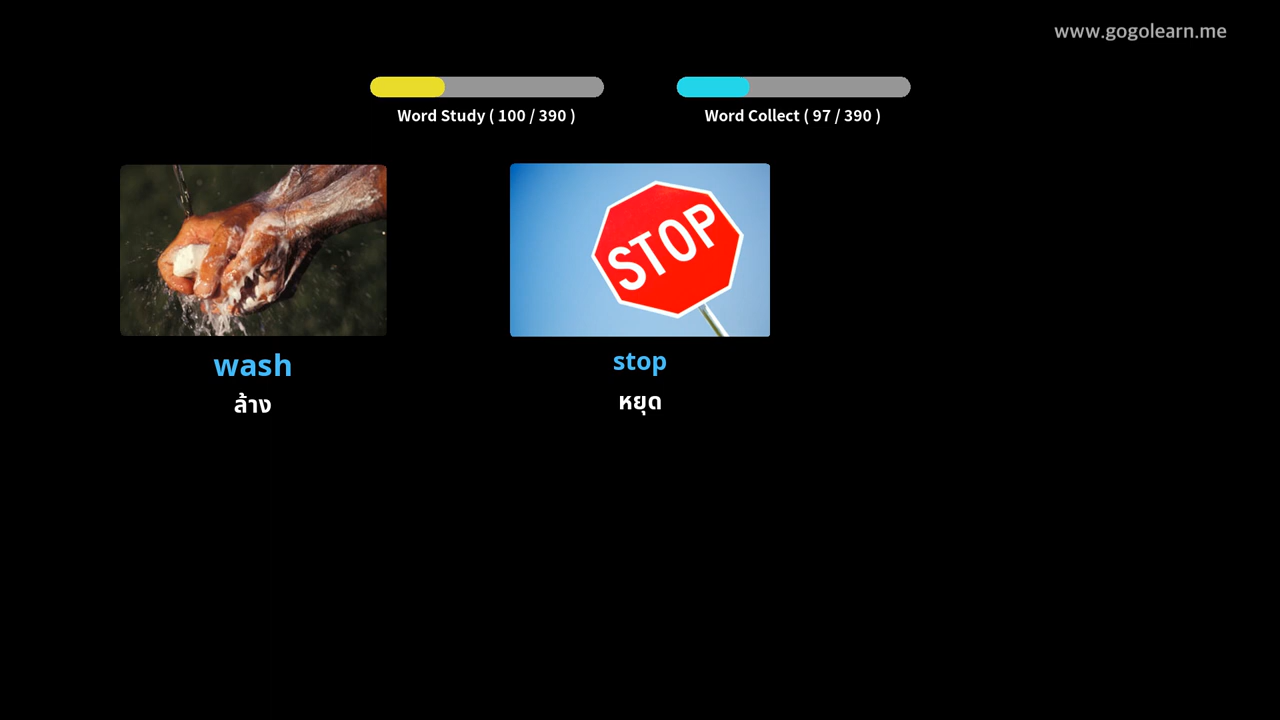 www.gogolearn.me
Word Study ( 100 / 390 )
Word Collect ( 97 / 390 )
STOP
wash
ล้าง
stop
หยุด